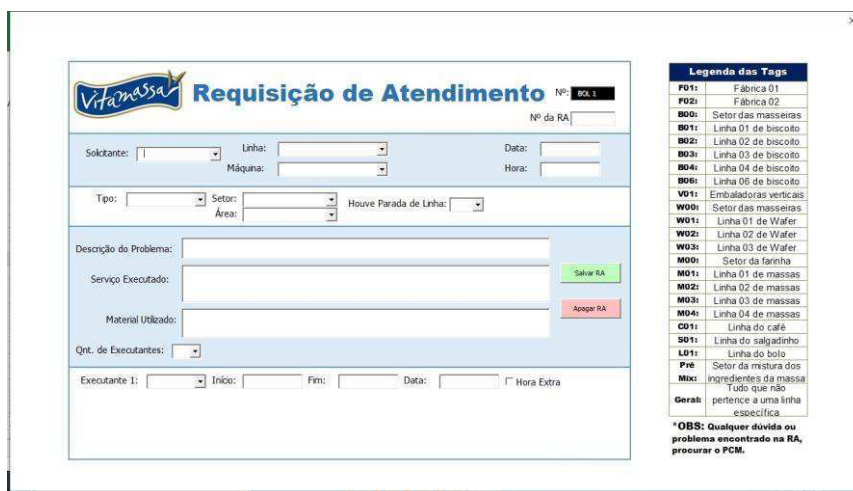 Vitamassa
Requisição de Atendimento
Nº: BOL 1
Nº da RA
Solicitante:
Linha:
Data:
Máquina:
Hora:
Tipo:
Setor:
Houve Parada de Linha:
Área:
Descrição do Problema:
Serviço Executado:
Salvar RA
Apagar RA
Material Utilizado:
Qnt. de Executantes:
Executante 1:
Início:
Fim:
Data:
Hora Extra
Legenda das Tags
F01: Fábrica 01
F02: Fábrica 02
B00: Setor das masseiras
B01: Linha 01 de biscoito
B02: Linha 02 de biscoito
B03: Linha 03 de biscoito
B04: Linha 04 de biscoito
B06: Linha 06 de biscoito
V01: Embaladoras verticais
W00: Setor das masseiras
W01: Linha 01 de Wafer
W02: Linha 02 de Wafer
W03: Linha 03 de Wafer
M00: Setor da farinha
M01: Linha 01 de massas
M02: Linha 02 de massas
M03: Linha 03 de massas
M04: Linha 04 de massas
C01: Linha do café
S01: Linha do salgadinho
L01: Linha do bolo
Pré Setor da mistura dos
Mix: ingredientes da massa
Tudo que não
Geral: pertence a uma linha
específica
*OBS: Qualquer dúvida ou
problema encontrado na RA,
procurar o PCM.